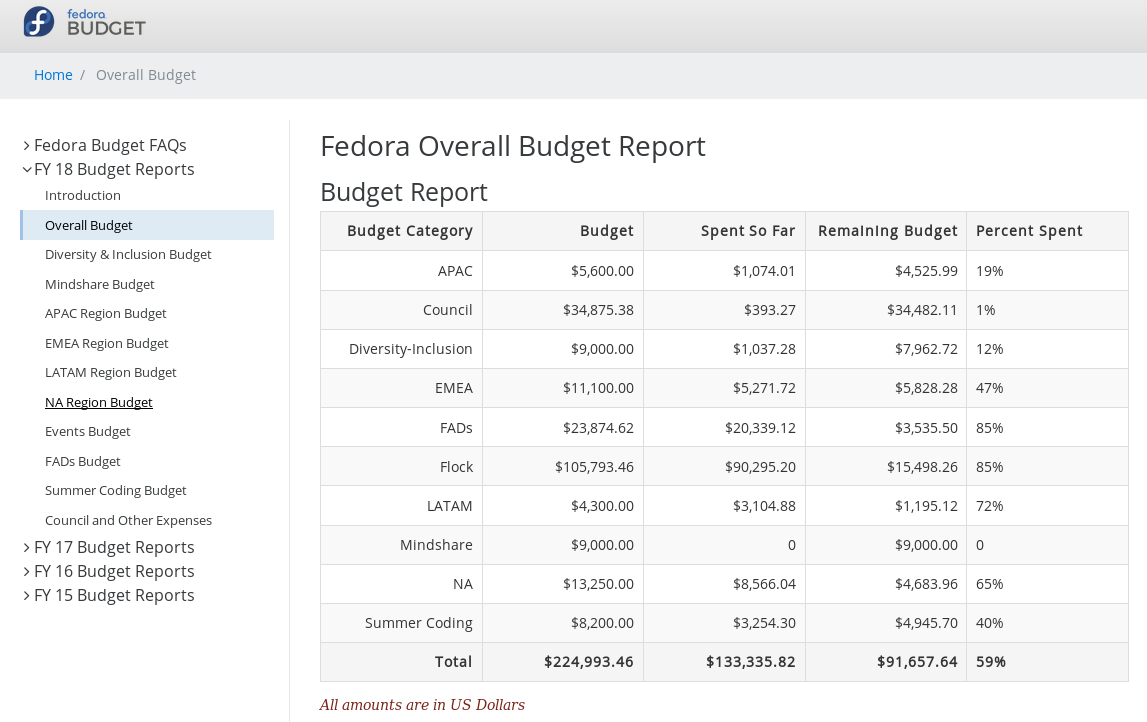 fedora
BUDGET
Home / Overall Budget
Fedora Budget FAQs
FY 18 Budget Reports
Introduction
Overall Budget
Diversity & Inclusion Budget
Mindshare Budget
APAC Region Budget
EMEA Region Budget
LATAM Region Budget
NA Region Budget
Events Budget
FADs Budget
Summer Coding Budget
Council and Other Expenses
FY 17 Budget Reports
FY 16 Budget Reports
FY 15 Budget Reports
Fedora Overall Budget Report
Budget Report
Budget Category Budget Spent So Far Remaining Budget Percent Spent
APAC $5,600.00 $1,074.01 $4,525.99 19%
Council $34,875.38 $393.27 $34,482.11 1%
Diversity-Inclusion $9,000.00 $1,037.28 $7,962.72 12%
EMEA $11,100.00 $5,271.72 $5,828.28 47%
FADs $23,874.62 $20,339.12 $3,535.50 85%
Flock $105,793.46 $90,295.20 $15,498.26 85%
LATAM $4,300.00 $3,104.88 $1,195.12 72%
Mindshare $9,000.00 0 $9,000.00 0
NA $13,250.00 $8,566.04 $4,683.96 65%
Summer Coding $8,200.00 $3,254.30 $4,945.70 40%
Total $224,993.46 $133,335.82 $91,657.64 59%
All amounts are in US Dollars